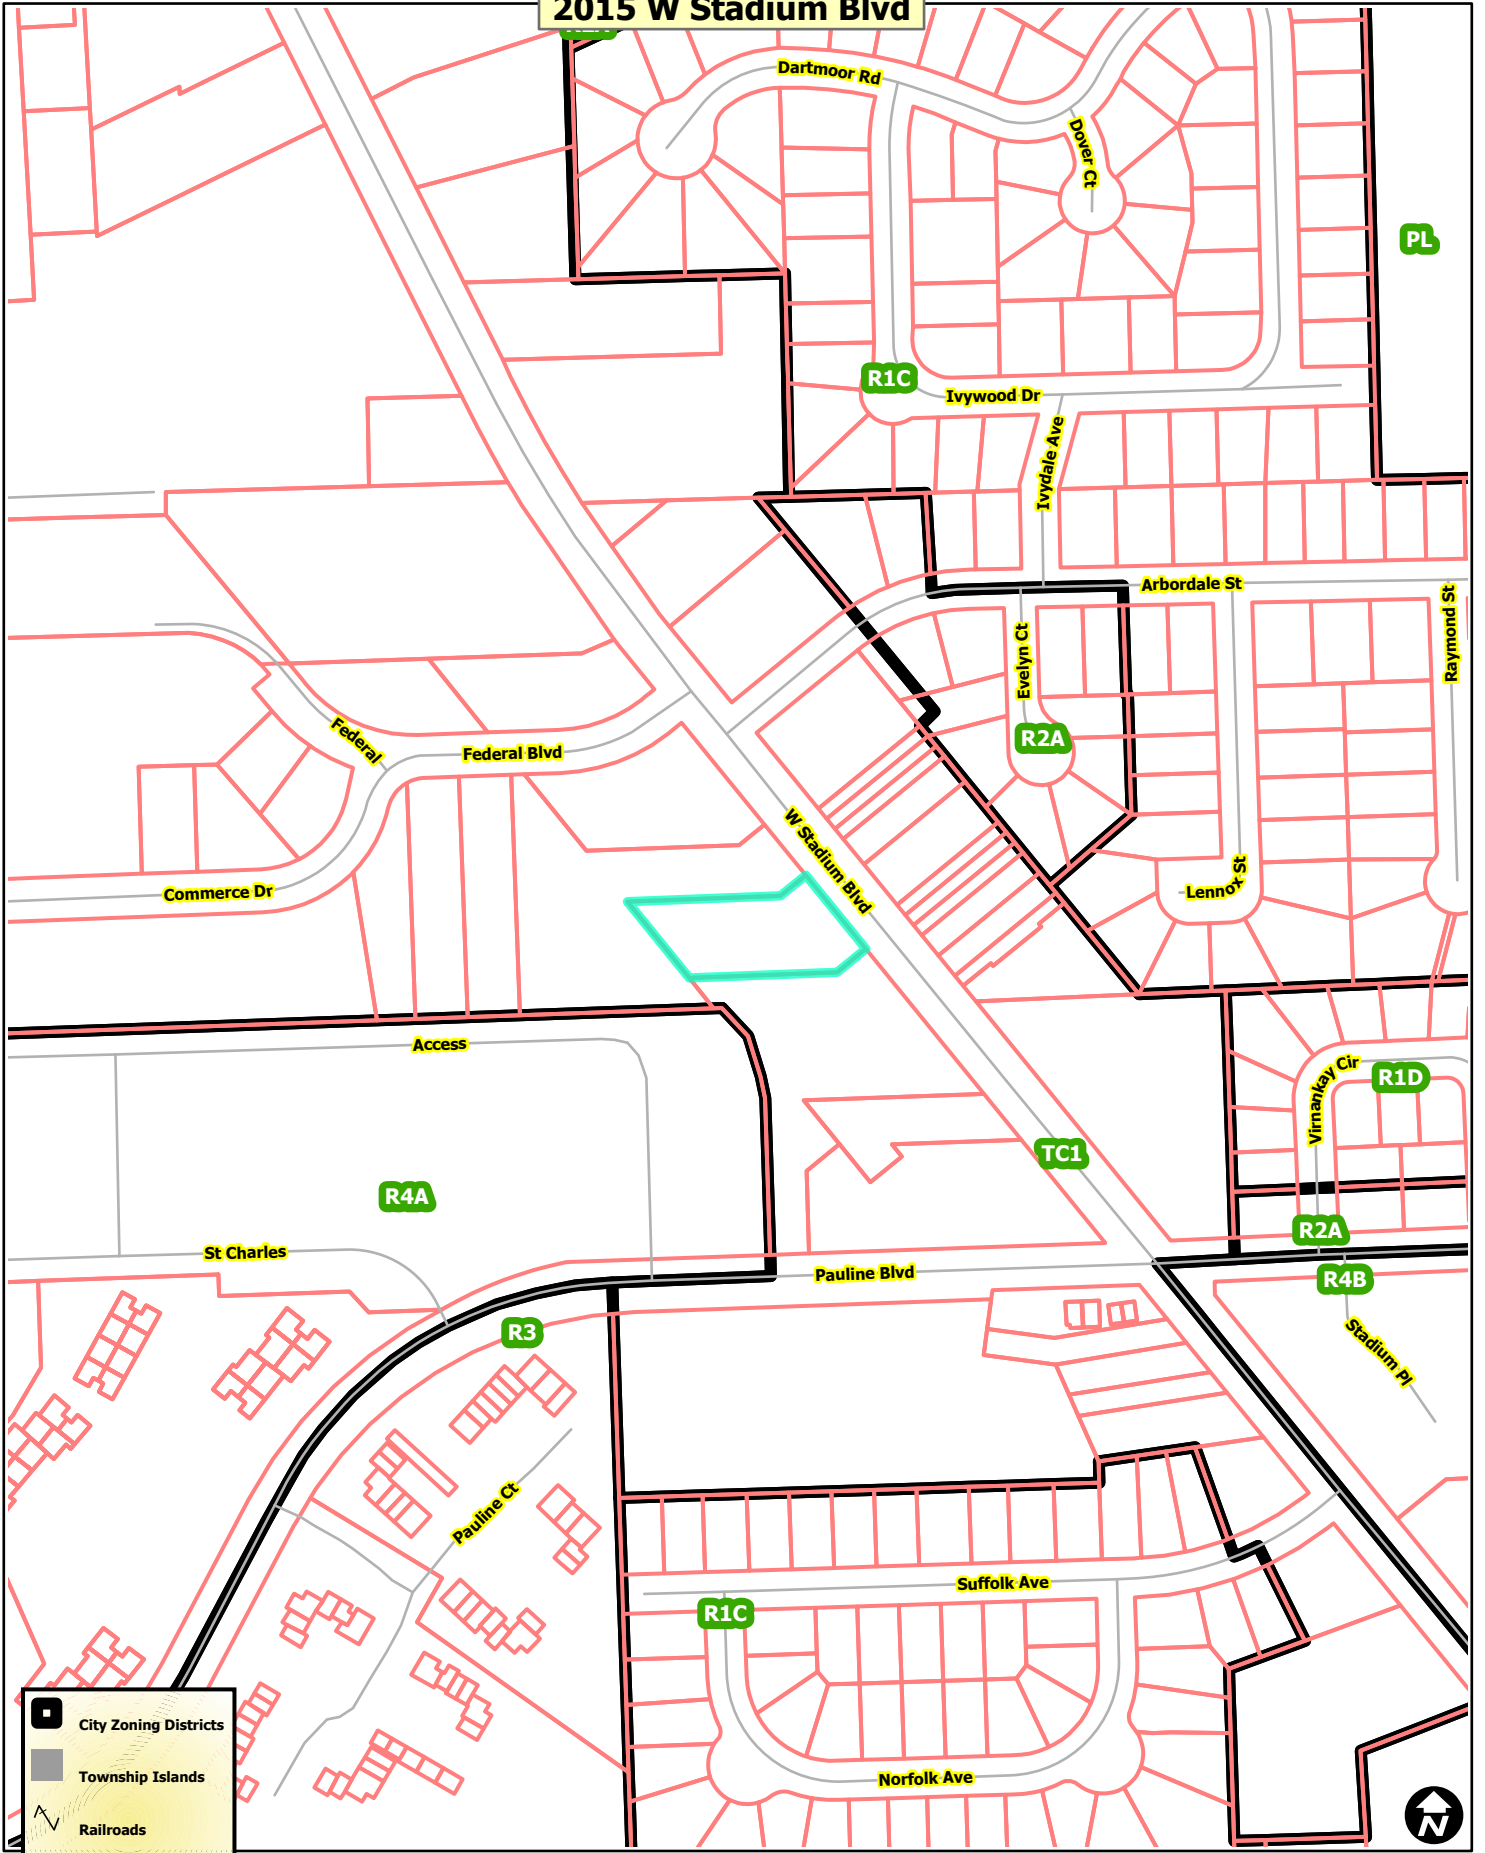 2015 W Stadium Blvd
Dartmoor Rd
Dover Ct
PL
R1C
Ivywood Dr
Ivydale Ave
Arbordale St
Raymond St
Evelyn Ct
R2A
Federal
Federal Blvd
W Stadium Blvd
Lennox St
Commerce Dr
Access
Virnankay Cir
R1D
TC1
R4A
R2A
St Charles
Pauline Blvd
R4B
R3
Stadium Pl
Pauline Ct
Suffolk Ave
R1C
City Zoning Districts
Township Islands
Norfolk Ave
Railroads
N